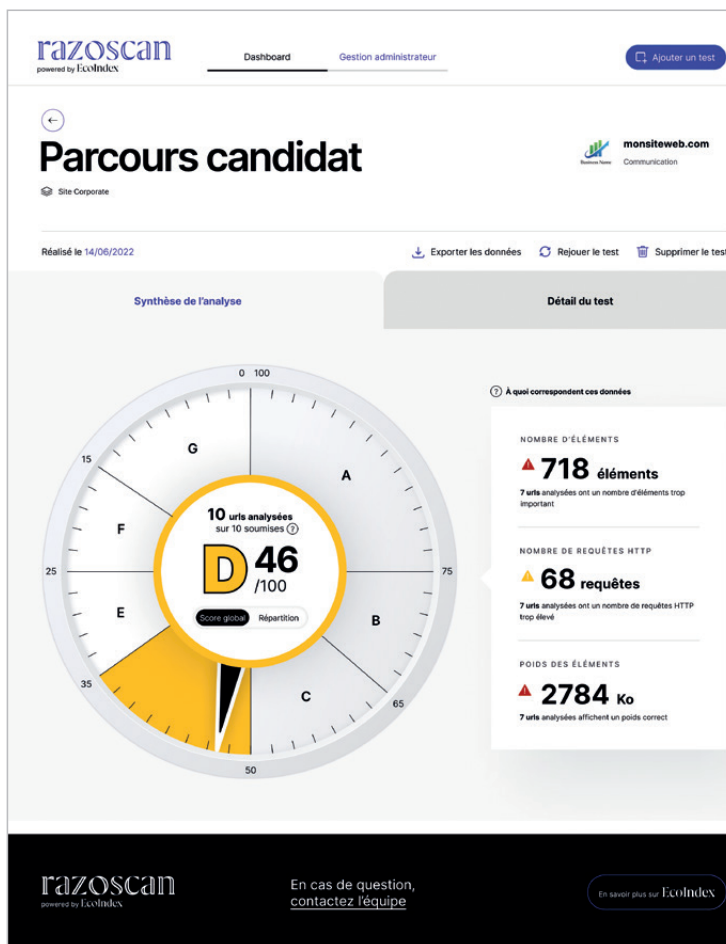 razoscan
powered by EcoIndex
Dashboard
Gestion administrateur
Ajouter un test
Parcours candidat
Site Corporate
Business Name
monsiteweb.com
Communication
Réalisé le 14/06/2022
Exporter les données
Rejouer le test
Supprimer le test
Synthèse de l'analyse
Détail du test
0 100
G
A
15
F
25
75
E
B
35
65
C
50
10 urls analysées
sur 10 soumises ?
D 46
/100
Score global
Répartition
? À quoi correspondent ces données
NOMBRE D'ÉLÉMENTS
718 éléments
7 urls analysées ont un nombre d'éléments trop
important
NOMBRE DE REQUÊTES HTTP
68 requêtes
7 urls analysées ont un nombre de requêtes HTTP
trop élevé
POIDS DES ÉLÉMENTS
2784 Ko
7 urls analysées affichent un poids correct
razoscan
powered by EcoIndex
En cas de question,
contactez l'équipe
En savoir plus sur EcoIndex